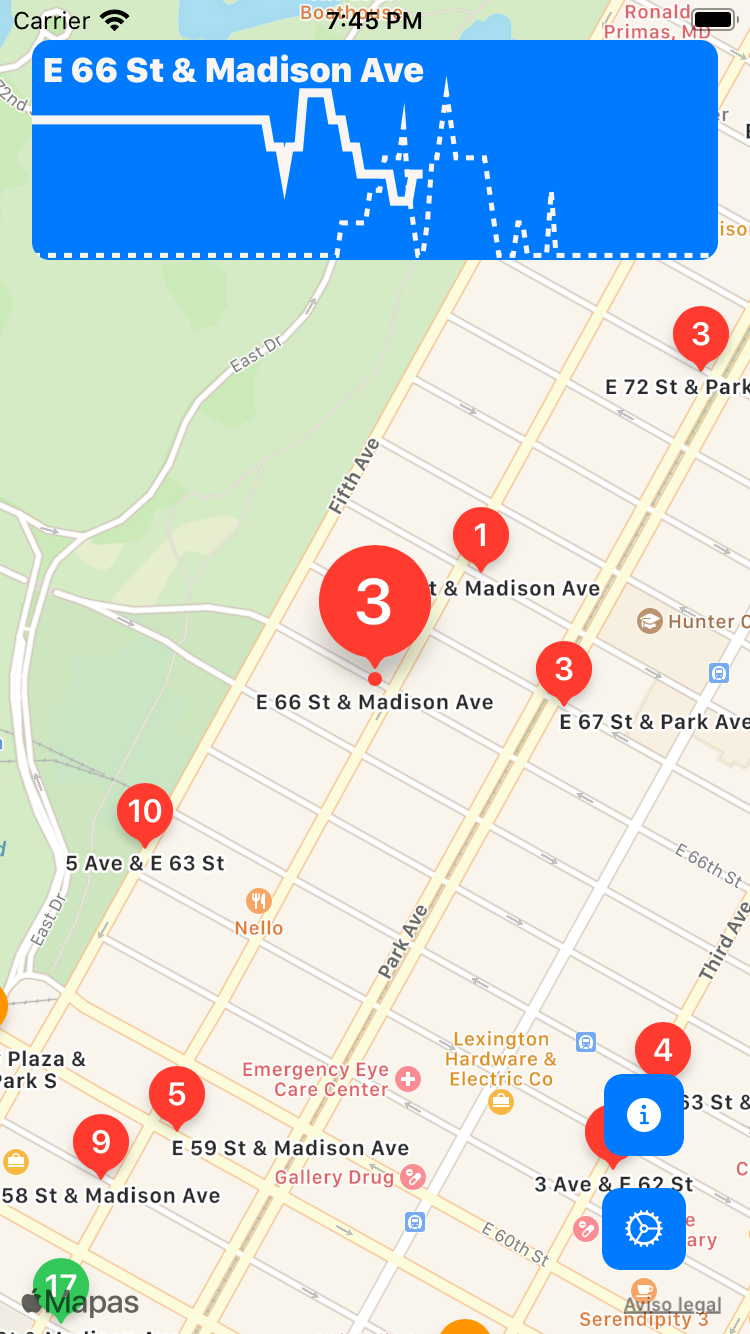 Carrier
7:45 PM
Boathouse
Ronald
Primas, MD
72nd
E 66 St & Madison Ave
East Dr
3
E 72 St & Park
Fifth Ave
1
t & Madison Ave
3
Hunter C
E 66 St & Madison Ave
3
E 67 St & Park Ave
10
5 Ave & E 63 St
E 66th St
Nello
East Dr
Park Ave
Third Ave
Lexington
Hardware &
Electric Co
4
Plaza &
Park S
Emergency Eye
Care Center
5
63 St &
9
E 59 St & Madison Ave
Gallery Drug
3 Ave & E 62 St
58 St & Madison Ave
E 60th St
ary
17
Mapas
Aviso legal
Serendipity 3